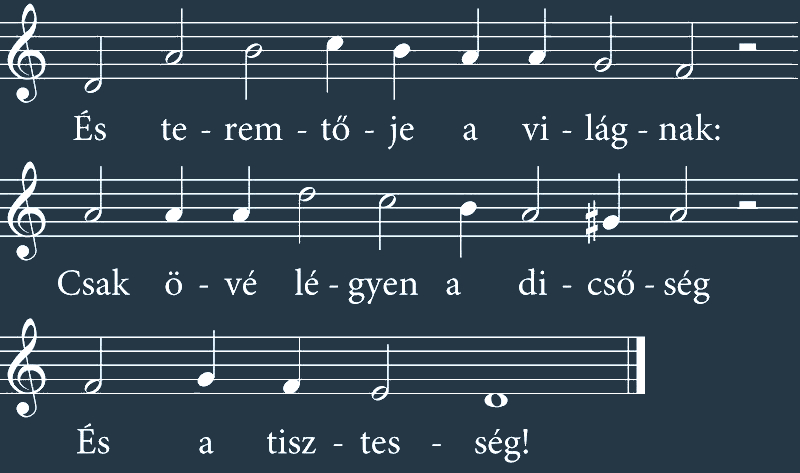 És te - rem - tő - je a vi - lág - nak:
Csak ö - vé lé - gyen a di - cső - ség
És a tisz - tes - ség!